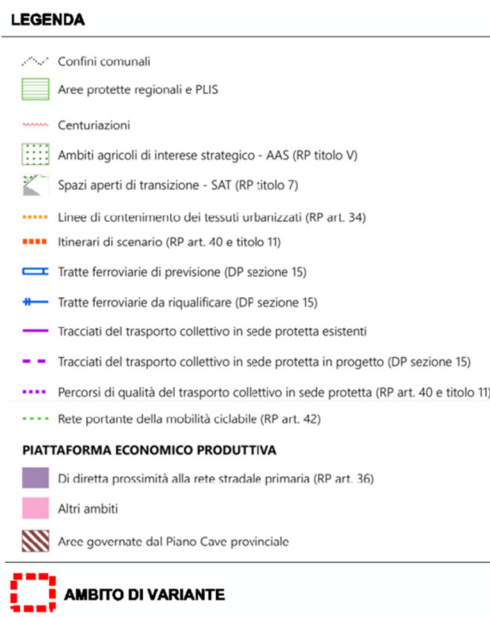 LEGENDA
Confini comunali
Aree protette regionali e PLIS
Centuriazioni
Ambiti agricoli di interesse strategico - AAS (RP titolo V)
Spazi aperti di transizione - SAT (RP titolo 7)
Linee di contenimento dei tessuti urbanizzati (RP art. 34)
Itinerari di scenario (RP art. 40 e titolo 11)
Tratte ferroviarie di previsione (DP sezione 15)
Tratte ferroviarie da riqualificare (DP sezione 15)
Tracciati del trasporto collettivo in sede protetta esistenti
Tracciati del trasporto collettivo in sede protetta in progetto (DP sezione 15)
Percorsi di qualità del trasporto collettivo in sede protetta (RP art. 40 e titolo 11)
Rete portante della mobilità ciclabile (RP art. 42)
PIATTAFORMA ECONOMICO PRODUTTIVA
Di diretta prossimità alla rete stradale primaria (RP art. 36)
Altri ambiti
Aree governate dal Piano Cave provinciale
AMBITO DI VARIANTE